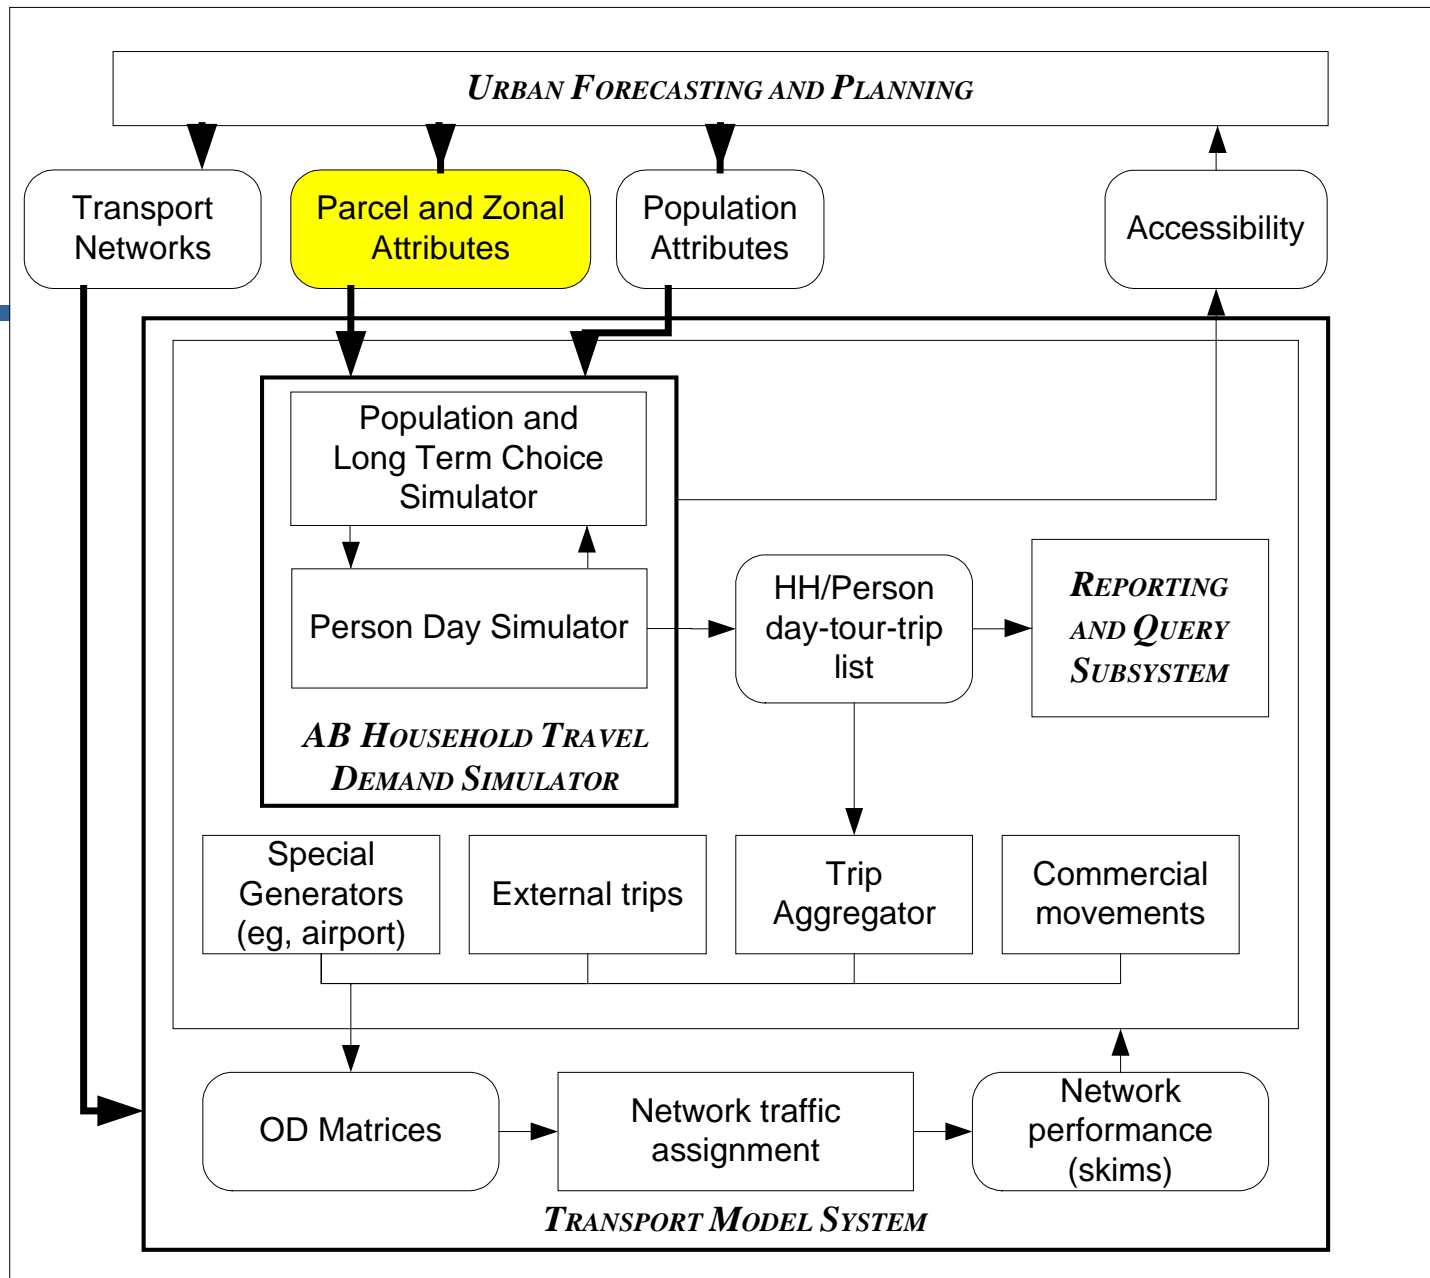 URBAN FORECASTING AND PLANNING
Transport
Networks
Parcel and Zonal
Attributes
Population
Attributes
Accessibility
Population and
Long Term Choice
Simulator
Person Day Simulator
AB HOUSEHOLD TRAVEL
DEMAND SIMULATOR
HH/Person
day-tour-trip
list
REPORTING
AND QUERY
SUBSYSTEM
Special
Generators
(eg, airport)
External trips
Trip
Aggregator
Commercial
movements
OD Matrices
Network traffic
assignment
Network
performance
(skims)
TRANSPORT MODEL SYSTEM